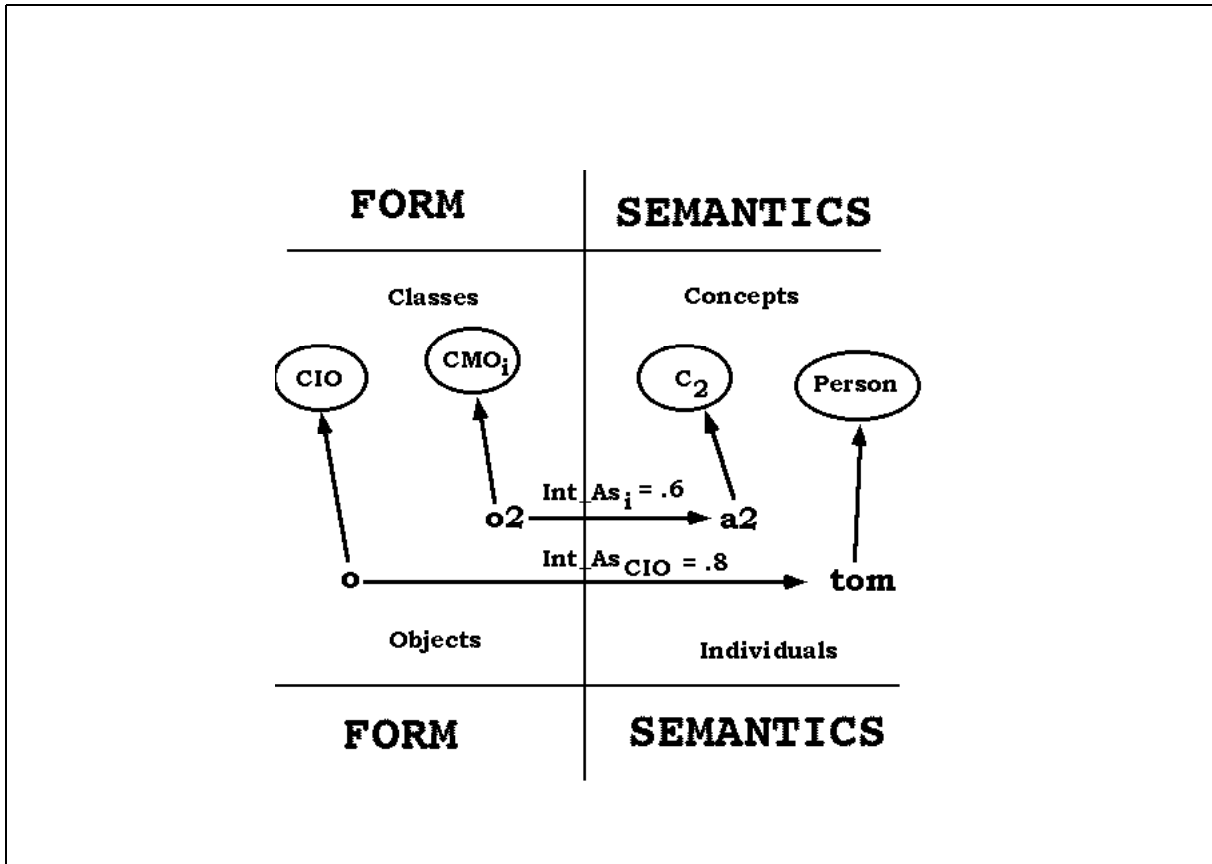 FORM SEMANTICS
Classes Concepts
CIO CMOi C2 Person
Int_Asi = .6
o2 a2
Int_AsCIO = .8
o tom
Objects Individuals
FORM SEMANTICS